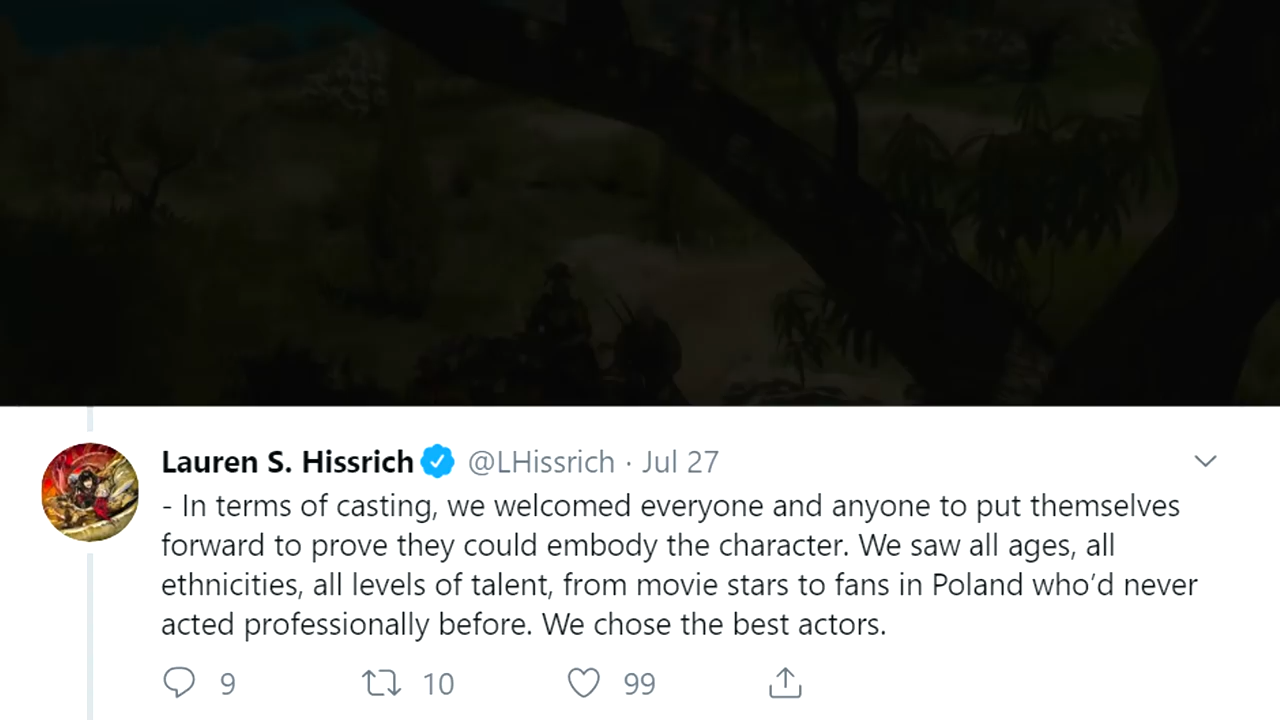 Lauren S. Hissrich @LHissrich · Jul 27
- In terms of casting, we welcomed everyone and anyone to put themselves
forward to prove they could embody the character. We saw all ages, all
ethnicities, all levels of talent, from movie stars to fans in Poland who’d never
acted professionally before. We chose the best actors.
9 10 99